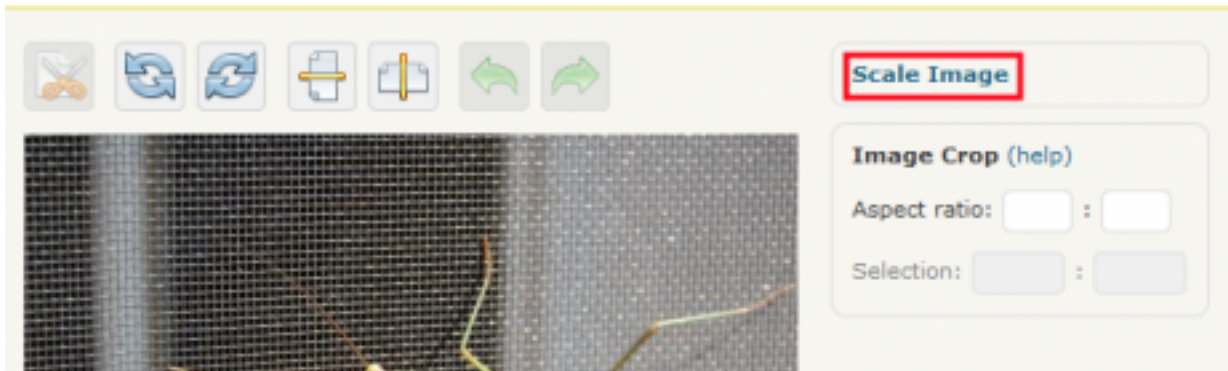 Scale Image
Image Crop (help)
Aspect ratio: :
Selection: :